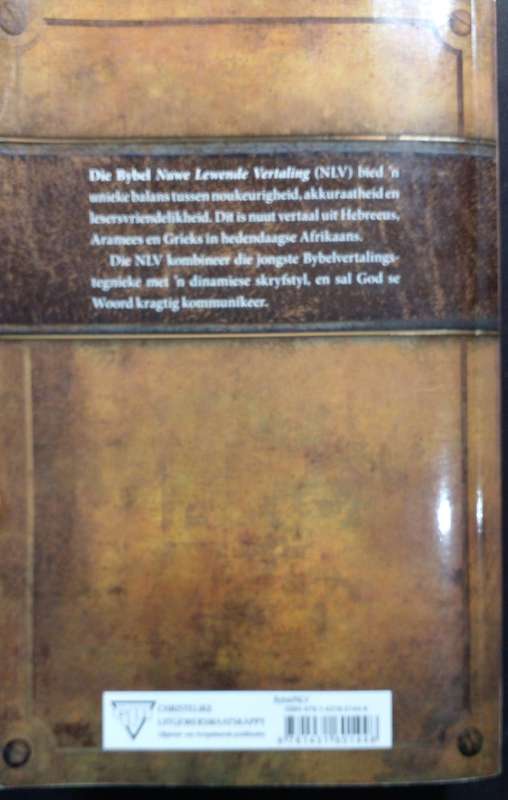 Die Bybel Nuwe Lewende Vertaling (NLV) bied 'n
unieke balans tussen noukeurigheid, akkuraatheid en
lesersvriendelijkheid. Dit is nuut vertaal uit Hebreeus,
Aramees en Grieks in hedendaagse Afrikaans.
Die NLV kombineer die jongste Bybelvertalings-
tegnieke met 'n dinamiese skryfstyl, en sal God se
Woord kragtig kommunikeer.
CHRISTELIKE
UITGEWERSMAATSKAPPY